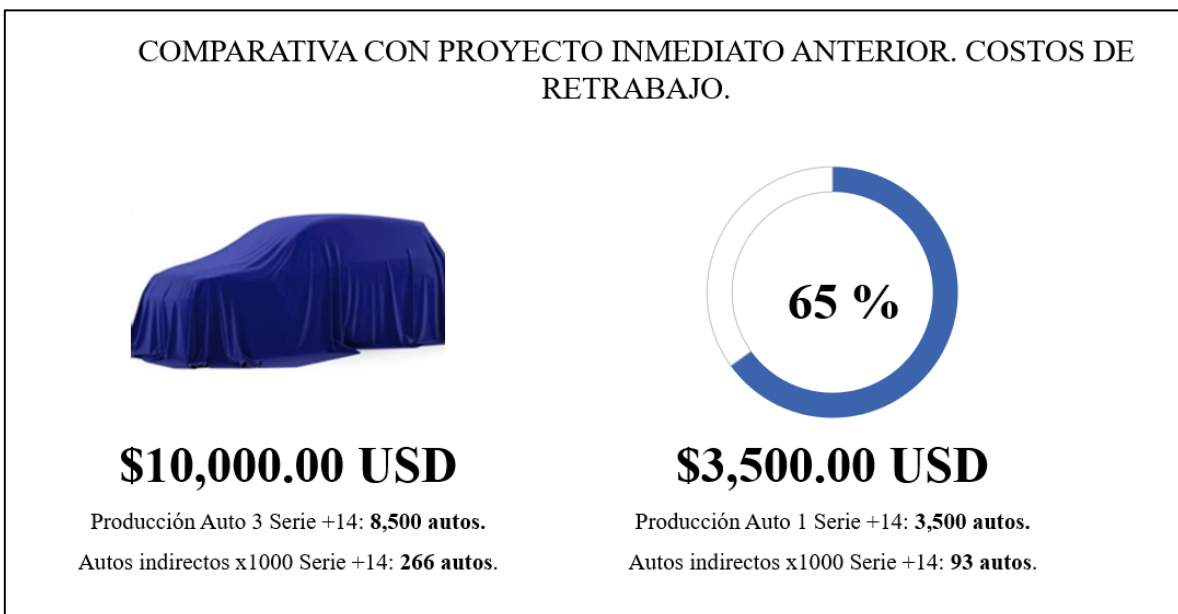 COMPARATIVA CON PROYECTO INMEDIATO ANTERIOR. COSTOS DE
RETRABAJO.
65 %
$10,000.00 USD
Producción Auto 3 Serie +14: 8,500 autos.
Autos indirectos x1000 Serie +14: 266 autos.
$3,500.00 USD
Producción Auto 1 Serie +14: 3,500 autos.
Autos indirectos x1000 Serie +14: 93 autos.